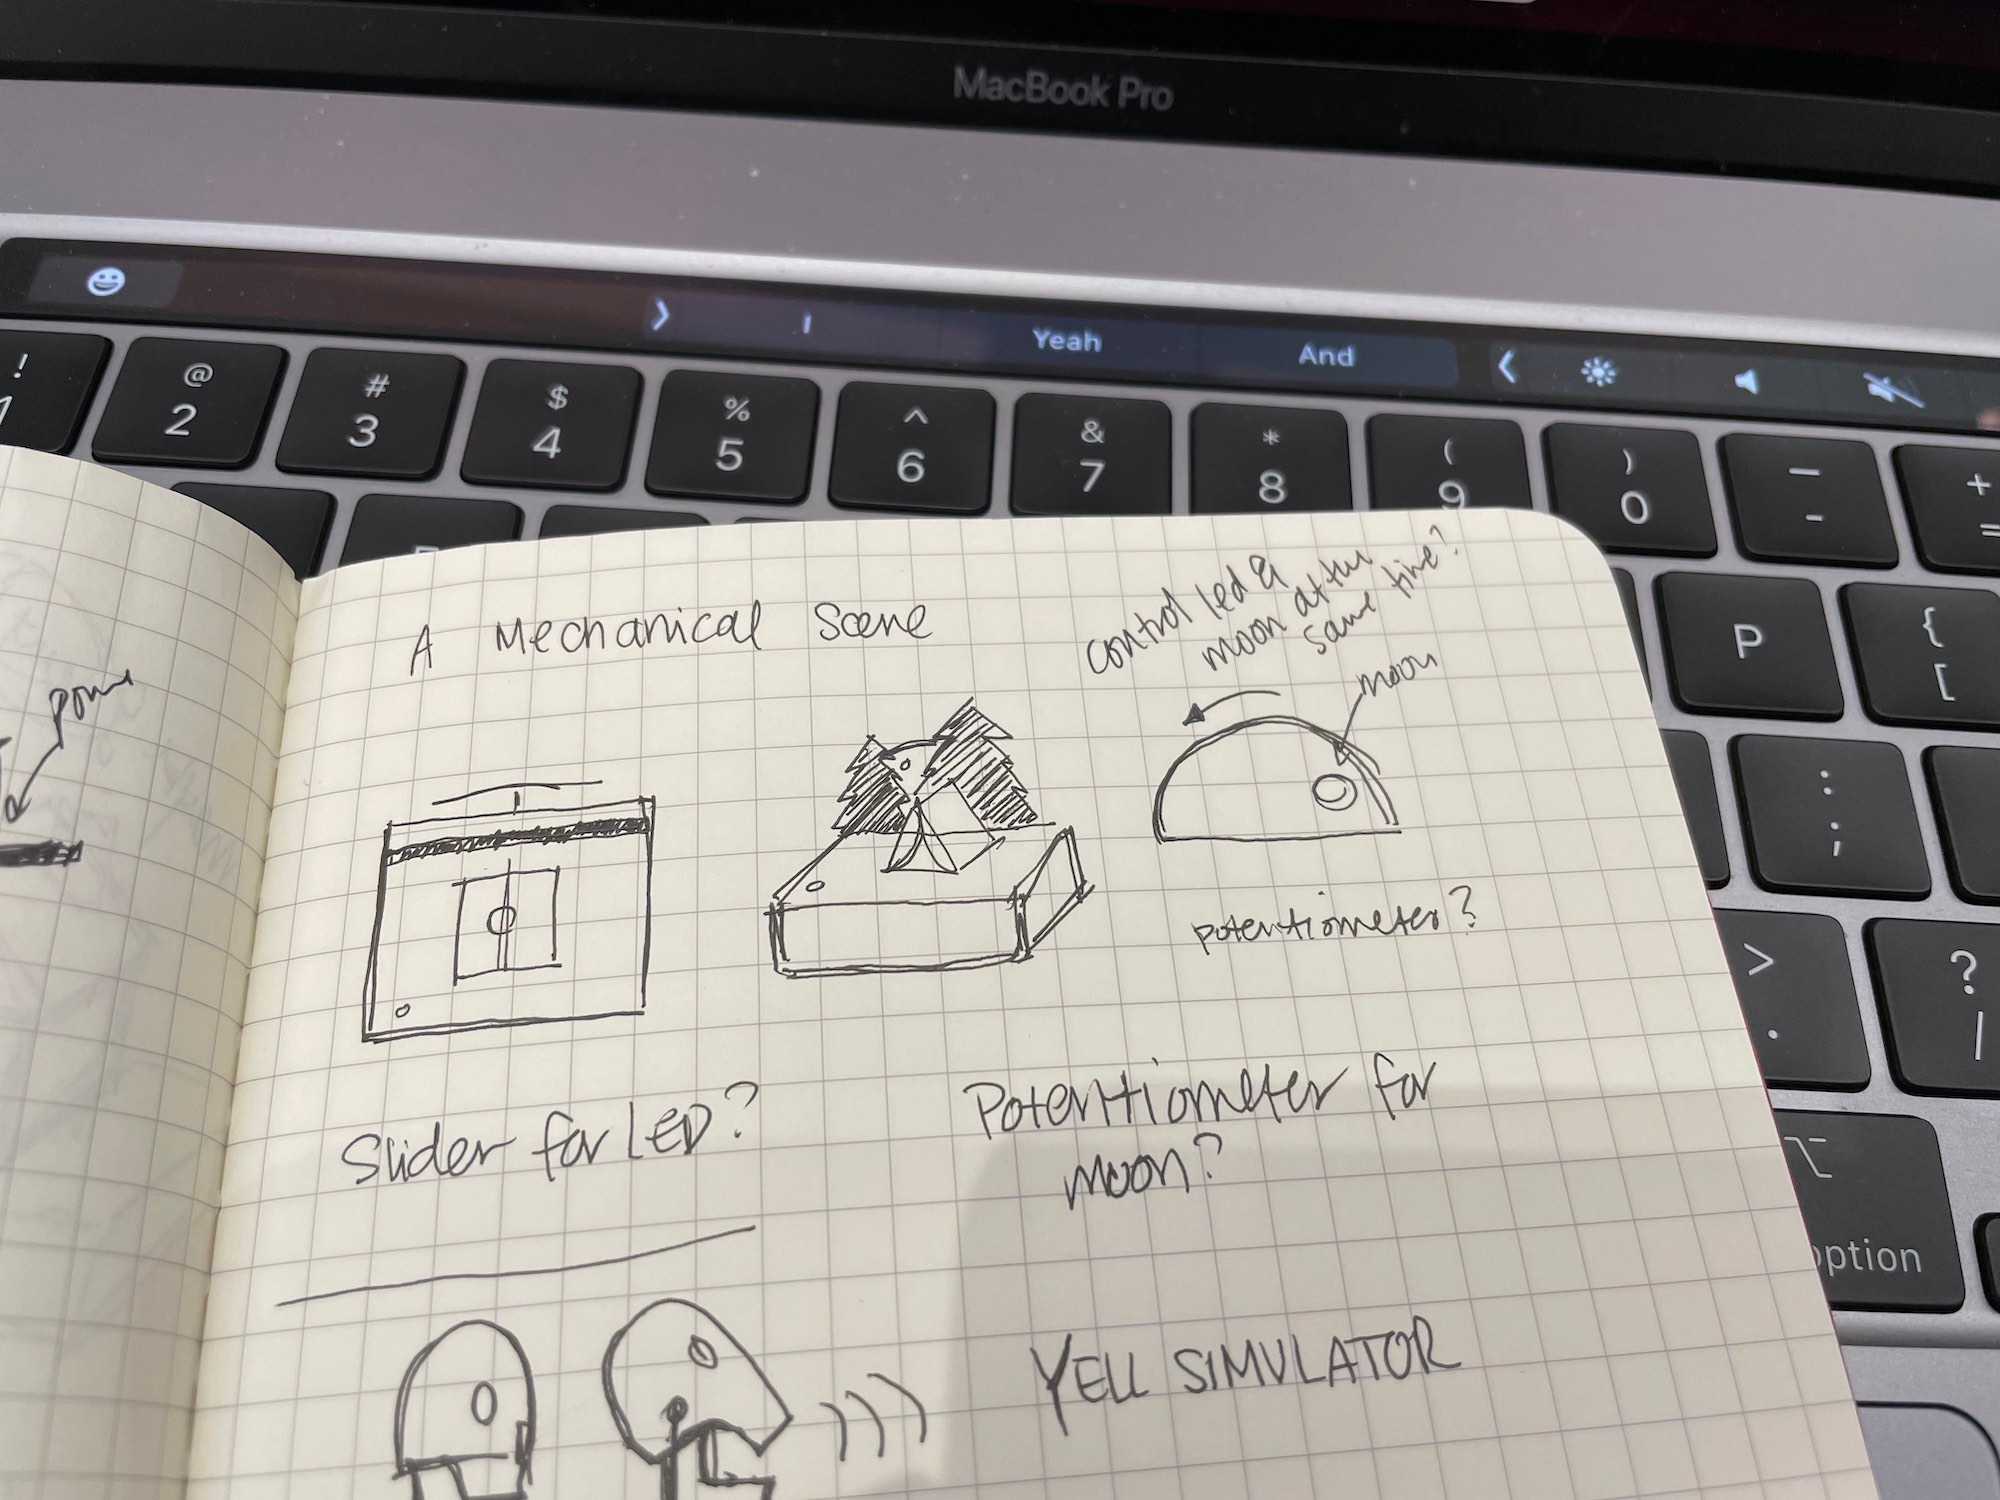 MacBook Pro
Yeah And
! 1
@ 2
# 3
$ 4
% 5
^ 6
& 7
* 8
( 9
) 0
— -
+ =
P
{ [
: ;
> .
? /
option
A Mechanical Scene
control led &
moon at the
same time?
moon
potentiometer?
Slider for LED?
Potentiometer for
moon?
YELL SIMULATOR